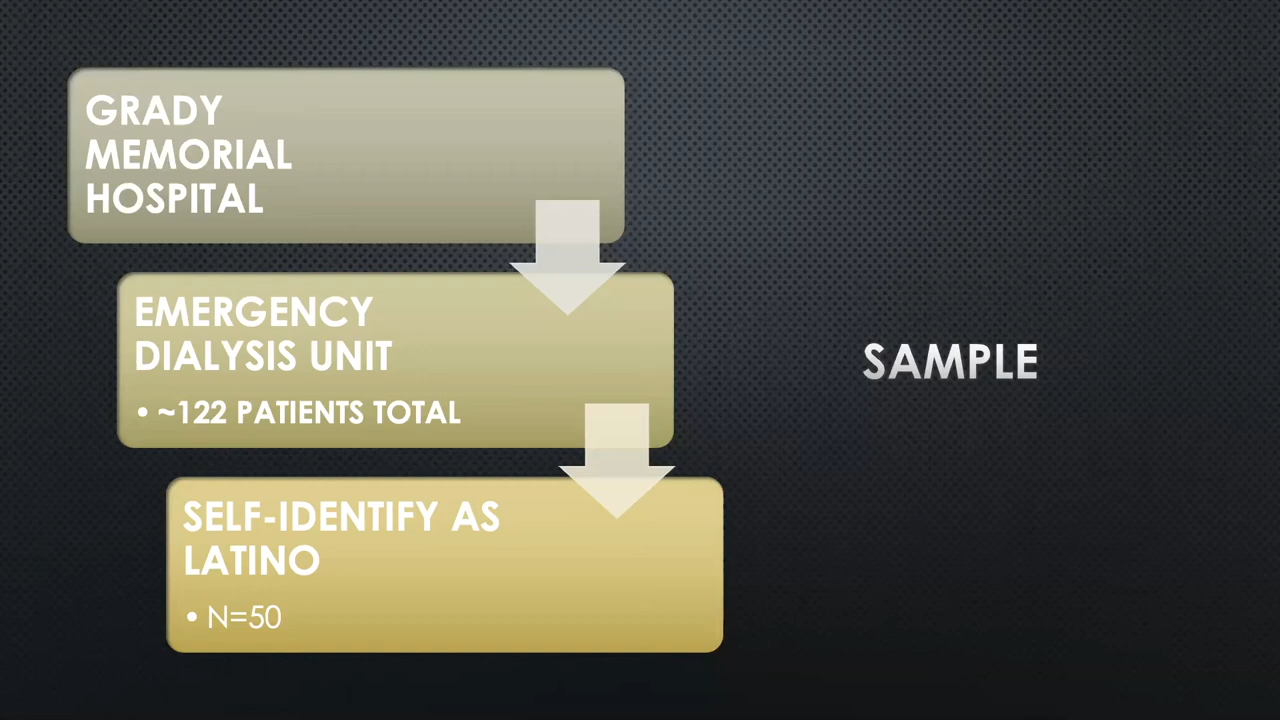 GRADY
MEMORIAL
HOSPITAL
EMERGENCY
DIALYSIS UNIT
• ~122 PATIENTS TOTAL
SELF-IDENTIFY AS
LATINO
• N=50
SAMPLE